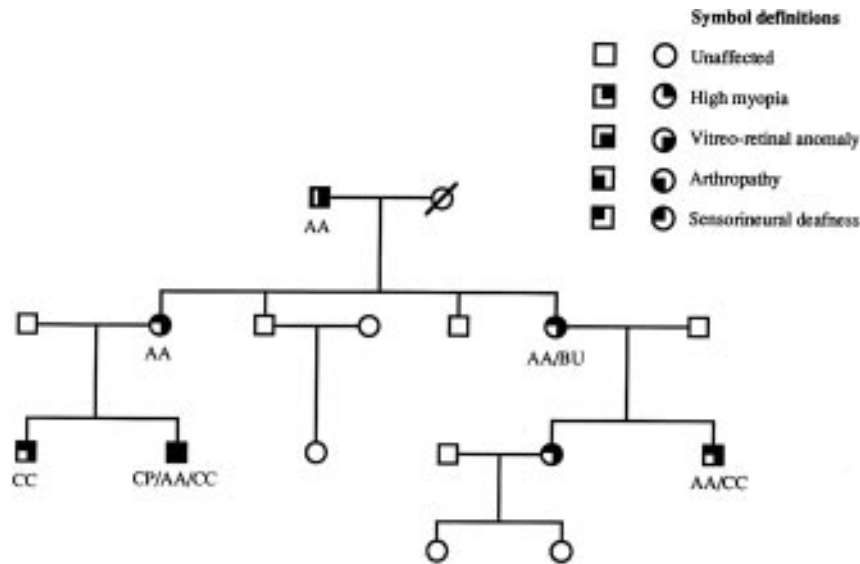 Symbol definitions
Unaffected
High myopia
Vitreo-retinal anomaly
Arthropathy
Sensorineural deafness
AA
AA
AA/BU
CC
CP/AA/CC
AA/CC